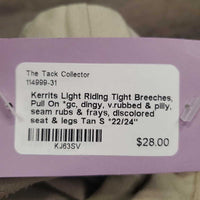 The Tack Collector
114999-31
Kerrits Light Riding Tight Breeches,
Pull On *gc, dingy, v.rubbed & pilly,
seam rubs & frays, discolored
seat & legs Tan S *22/24"
KJ63SV
$28.00